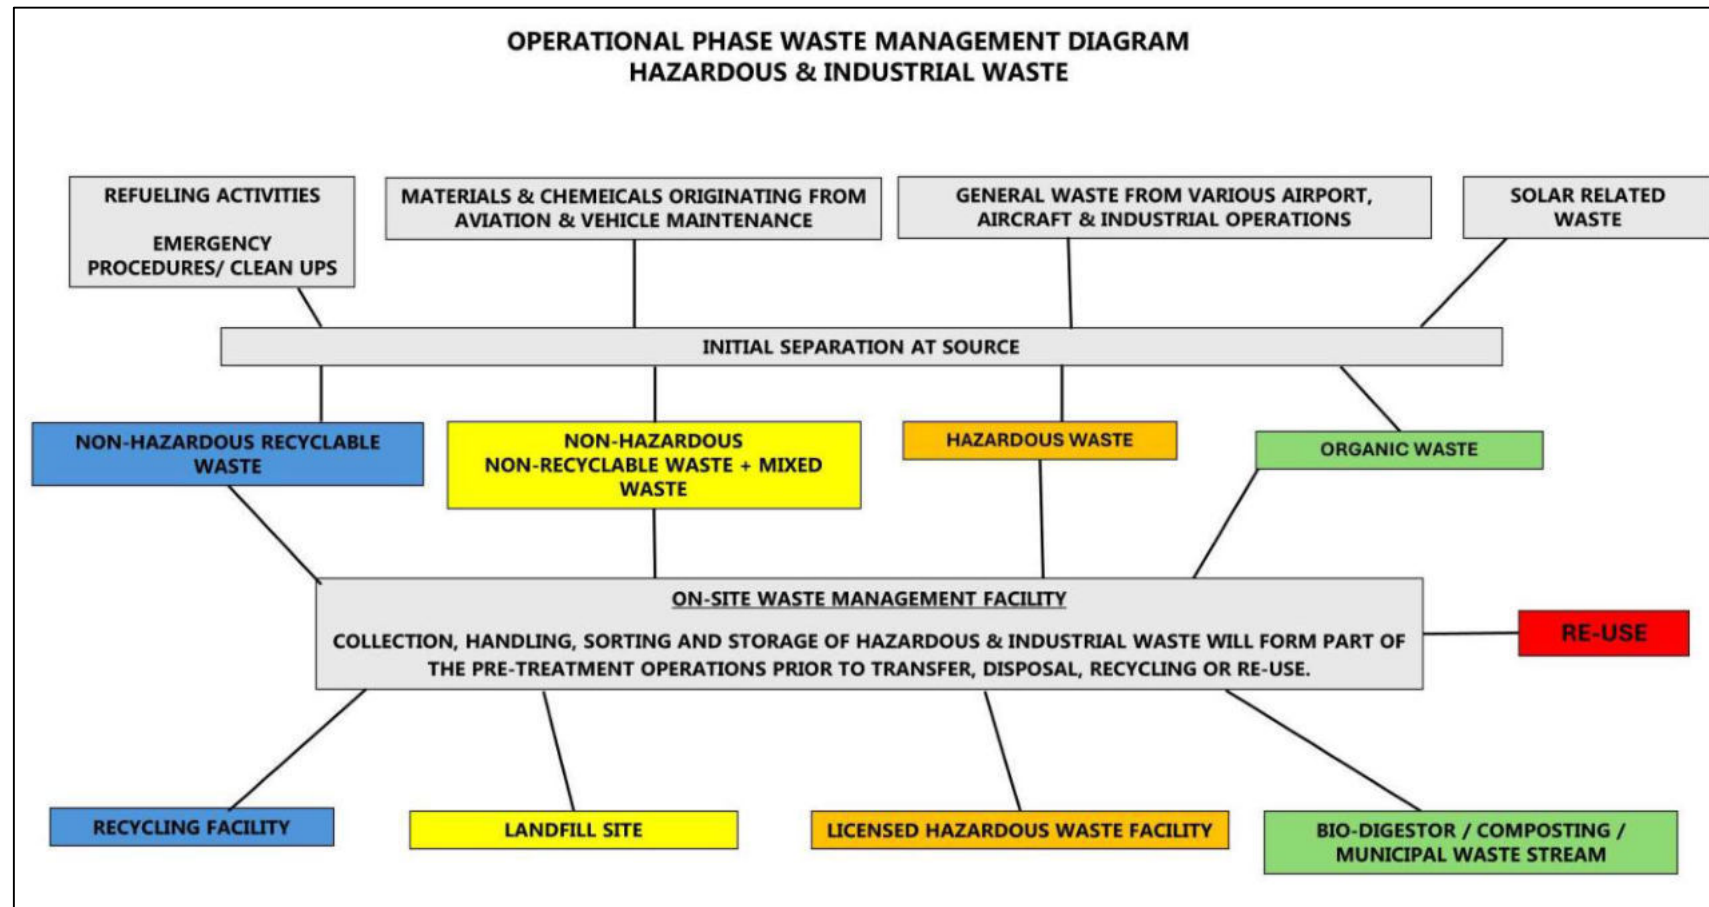 OPERATIONAL PHASE WASTE MANAGEMENT DIAGRAM
HAZARDOUS & INDUSTRIAL WASTE
REFUELING ACTIVITIES
EMERGENCY
PROCEDURES/ CLEAN UPS
MATERIALS & CHEMEICALS ORIGINATING FROM
AVIATION & VEHICLE MAINTENANCE
GENERAL WASTE FROM VARIOUS AIRPORT,
AIRCRAFT & INDUSTRIAL OPERATIONS
SOLAR RELATED
WASTE
INITIAL SEPARATION AT SOURCE
NON-HAZARDOUS RECYCLABLE
WASTE
NON-HAZARDOUS
NON-RECYCLABLE WASTE + MIXED
WASTE
HAZARDOUS WASTE
ORGANIC WASTE
ON-SITE WASTE MANAGEMENT FACILITY
COLLECTION, HANDLING, SORTING AND STORAGE OF HAZARDOUS & INDUSTRIAL WASTE WILL FORM PART OF
THE PRE-TREATMENT OPERATIONS PRIOR TO TRANSFER, DISPOSAL, RECYCLING OR RE-USE.
RE-USE
RECYCLING FACILITY
LANDFILL SITE
LICENSED HAZARDOUS WASTE FACILITY
BIO-DIGESTOR / COMPOSTING /
MUNICIPAL WASTE STREAM